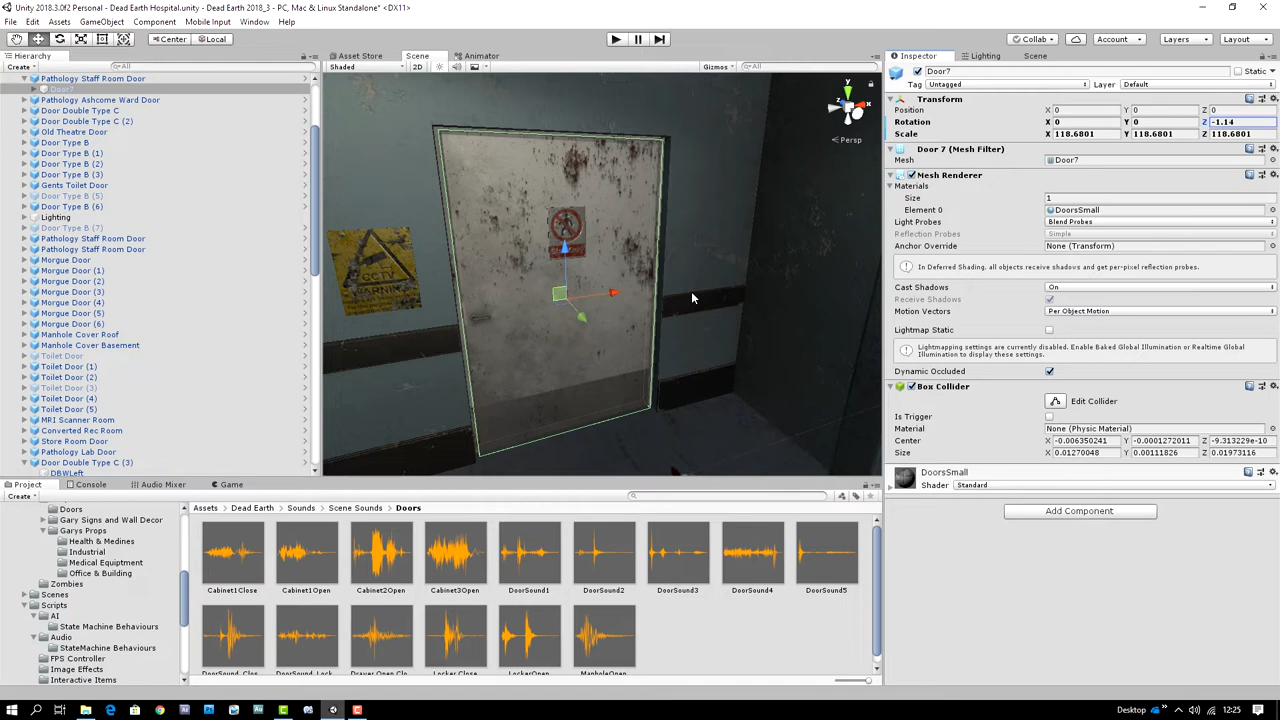 Unity 2018.3.0f2 - Dead Earth Hospital.unity - Dead Earth 2018_3 - PC, Mac & Linux Standalone* <DX11>
File Edit Assets GameObject Component Mobile Input Window Help
Center Local Collab Account Layers Layout
Hierarchy Asset Store Scene Animator Inspector Lighting Scene
Create All Shaded 2D Gizmos All Door7 Static
Tag Untagged Layer Default
Pathology Staff Room Door
Door7
Pathology Ashcome Ward Door
Door Double Type C
Door Double Type C (2)
Old Theatre Door
Door Type B
Door Type B (1)
Door Type B (2)
Door Type B (3)
Gents Toilet Door
Door Type B (5)
Door Type B (6)
Lighting
Door Type B (7)
Pathology Staff Room Door
Pathology Staff Room Door
Morgue Door
Morgue Door (1)
Morgue Door (2)
Morgue Door (3)
Morgue Door (4)
Morgue Door (5)
Morgue Door (6)
Manhole Cover Roof
Manhole Cover Basement
Toilet Door
Toilet Door (1)
Toilet Door (2)
Toilet Door (3)
Toilet Door (4)
Toilet Door (5)
MRI Scanner Room
Converted Rec Room
Store Room Door
Pathology Lab Door
Door Double Type C (3)
DBWLeft
y
x
z
Persp
CCTV
WARNING
Transform
Position X 0 Y 0 Z 0
Rotation X 0 Y 0 Z -1.14
Scale X 118.6801 Y 118.6801 Z 118.6801
Door 7 (Mesh Filter)
Mesh Door7
Mesh Renderer
Materials
Size 1
Element 0 DoorsSmall
Light Probes Blend Probes
Reflection Probes Simple
Anchor Override None (Transform)
In Deferred Shading, all objects receive shadows and get per-pixel reflection probes.
Cast Shadows On
Receive Shadows
Motion Vectors Per Object Motion
Lightmap Static
Lightmapping settings are currently disabled. Enable Baked Global Illumination or Realtime Global
Illumination to display these settings.
Dynamic Occluded
Box Collider
Edit Collider
Is Trigger
Material None (Physic Material)
Center X -0.006350241 Y -0.0001272011 Z -9.313229e-10
Size X 0.01270048 Y 0.00111826 Z 0.01973116
DoorsSmall
Shader Standard
Add Component
Project Console Audio Mixer Game
Create
Doors
Gary Signs and Wall Decor
Garys Props
Health & Medines
Industrial
Medical Equiptment
Office & Building
Zombies
Scenes
Scripts
AI
State Machine Behaviours
Audio
StateMachine Behaviours
FPS Controller
Image Effects
Interactive Items
Assets Dead Earth Sounds Scene Sounds Doors
Cabinet1Close Cabinet1Open Cabinet2Open Cabinet3Open DoorSound1 DoorSound2 DoorSound3 DoorSound4 DoorSound5
DoorSound_Clos DoorSound_Lock Drawer Open Clo Locker Close LockerOpen ManholeOpen
Desktop 12:25